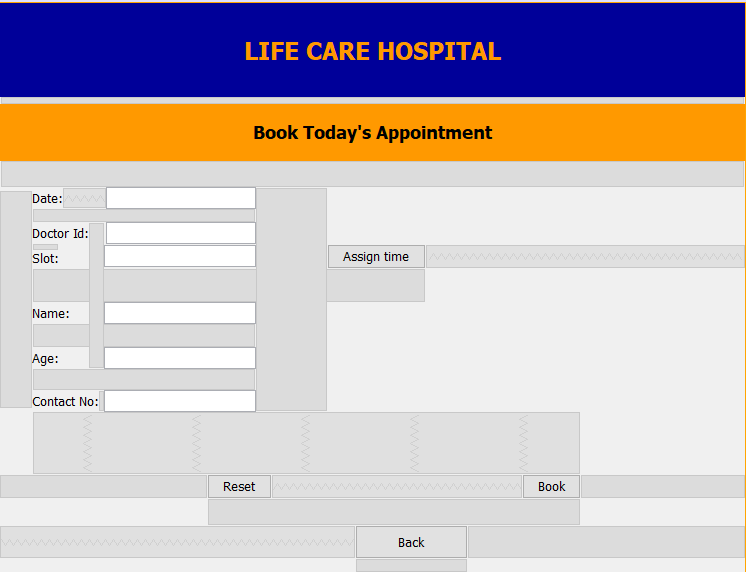 LIFE CARE HOSPITAL
Book Today's Appointment
Date:
Doctor Id:
Slot:
Assign time
Name:
Age:
Contact No:
Reset
Book
Back